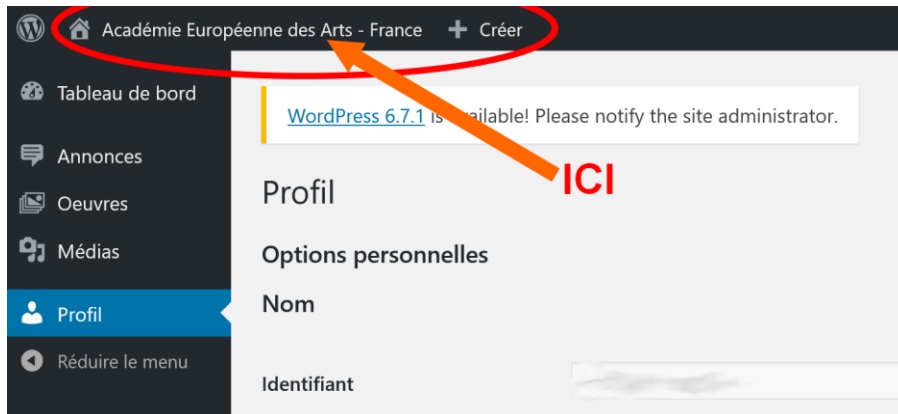 Académie Européenne des Arts - France + Créer
Tableau de bord
WordPress 6.7.1 is available! Please notify the site administrator.
Annonces
ICI
Profil
Oeuvres
Médias
Options personnelles
Nom
Profil
Réduire le menu
Identifiant